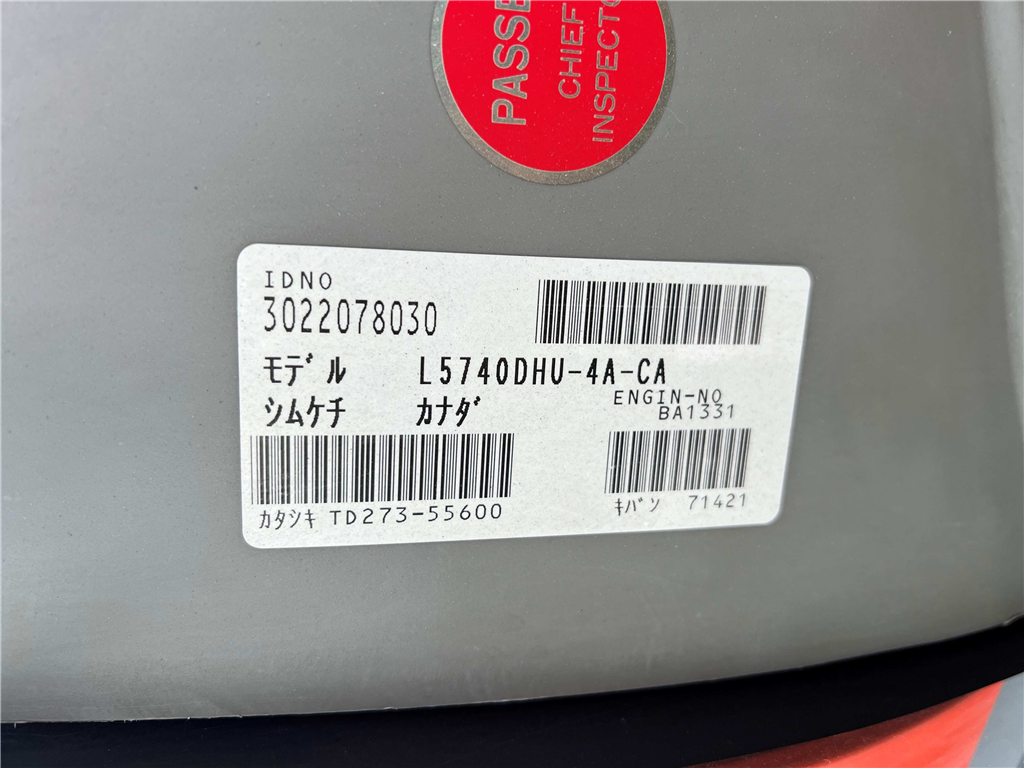 PASSE
CHIEF
INSPECTO
IDNO
3022078030
モデル L5740DHU-4A-CA
シムケチ カナダ
ENGIN-NO
BA1331
カタシキ TD273-55600
キバン 71421